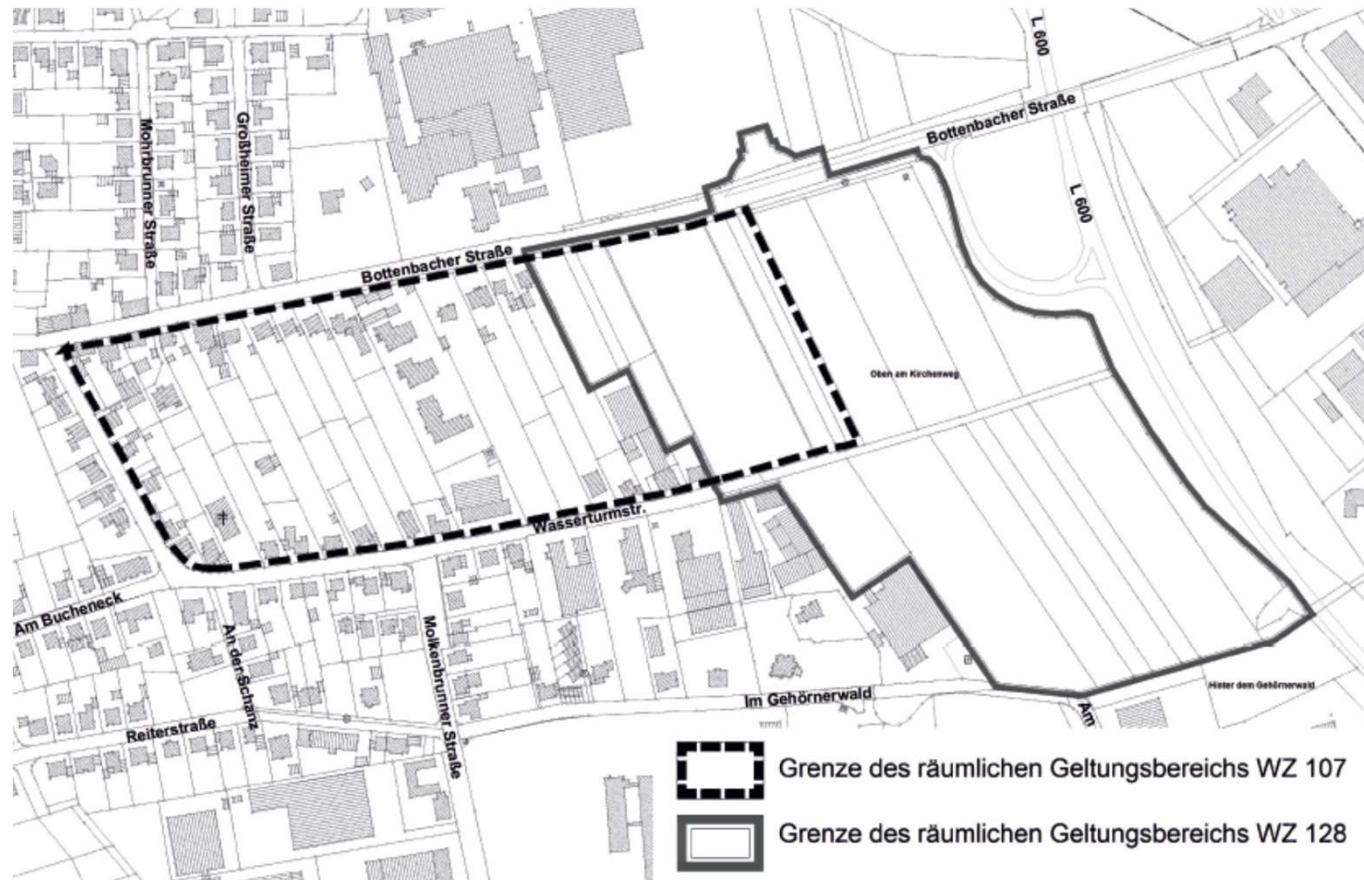 L 600
Bottenbacher Straße
Mohrbrunner Straße
Großheimer Straße
L 600
Bottenbacher Straße
Oben am Kirchenweg
Wasserturmstr.
Am Bucheneck
An der Schanz
Molkenbrunner Straße
Hinter dem Gehörnerwald
Im Gehörnerwald
Am
Reiterstraße
Grenze des räumlichen Geltungsbereichs WZ 107
Grenze des räumlichen Geltungsbereichs WZ 128